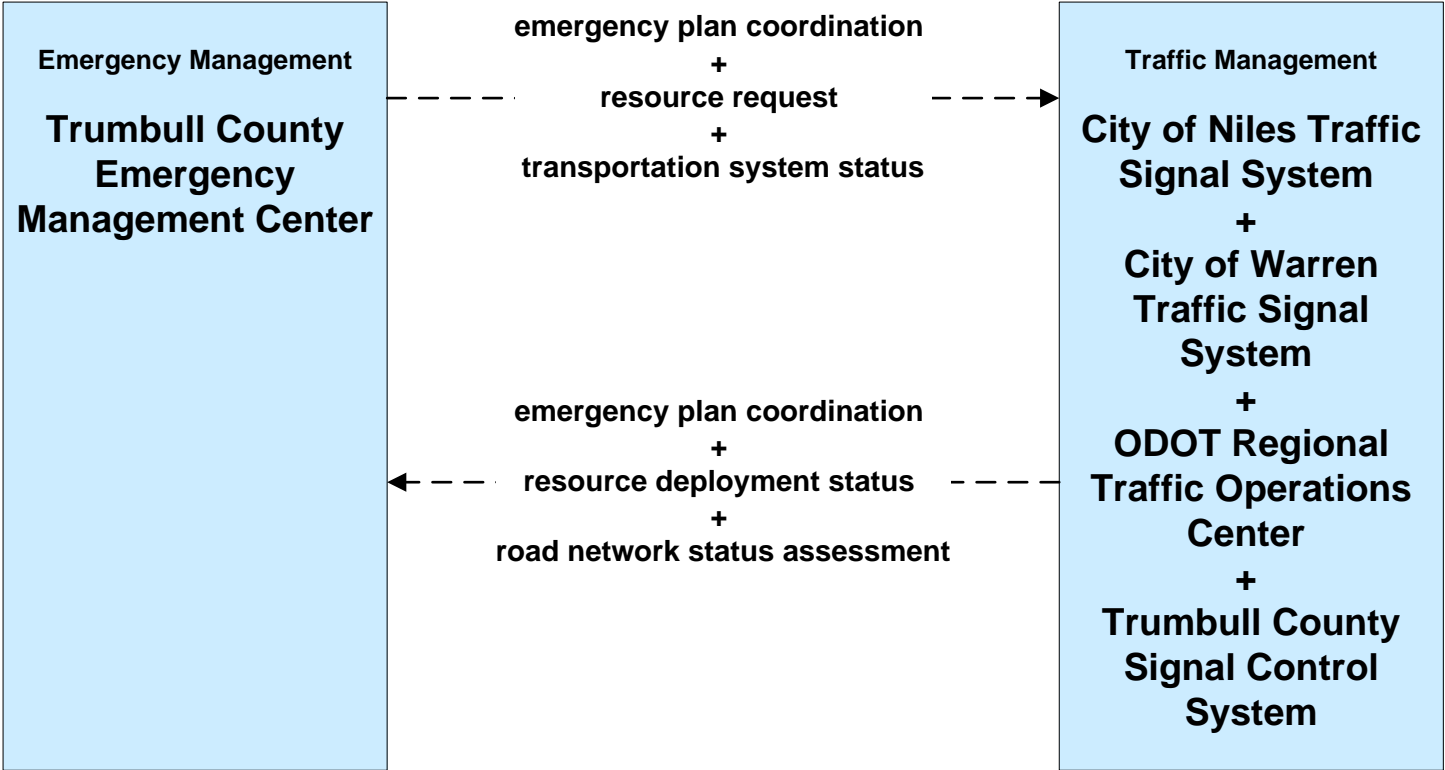 Emergency Management
Trumbull County
Emergency
Management Center
emergency plan coordination
+
resource request
+
transportation system status
emergency plan coordination
+
resource deployment status
+
road network status assessment
Traffic Management
City of Niles Traffic
Signal System
+
City of Warren
Traffic Signal
System
+
ODOT Regional
Traffic Operations
Center
+
Trumbull County
Signal Control
System